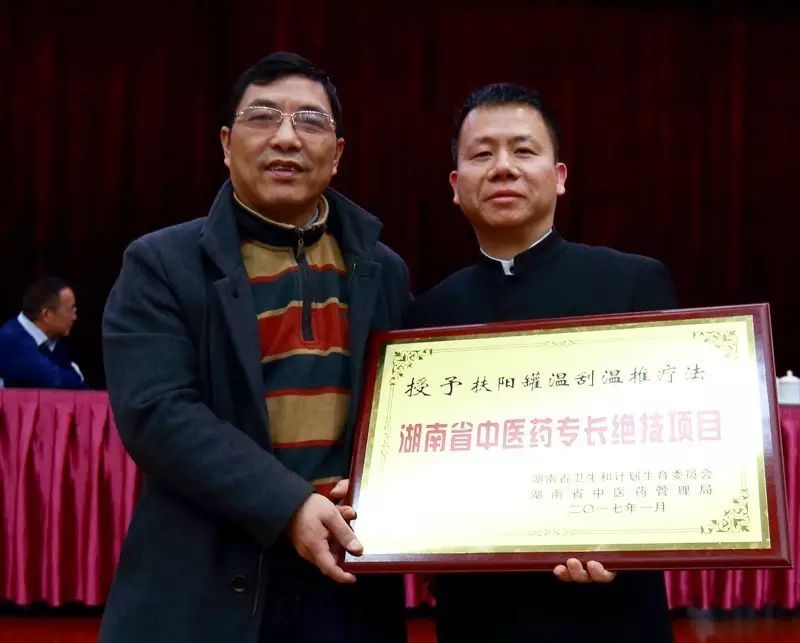 授予扶阳罐温刮温推疗法
湖南省中医药专长绝技项目
湖南省卫生和计划生育委员会
湖南省中医药管理局
二〇一七年一月